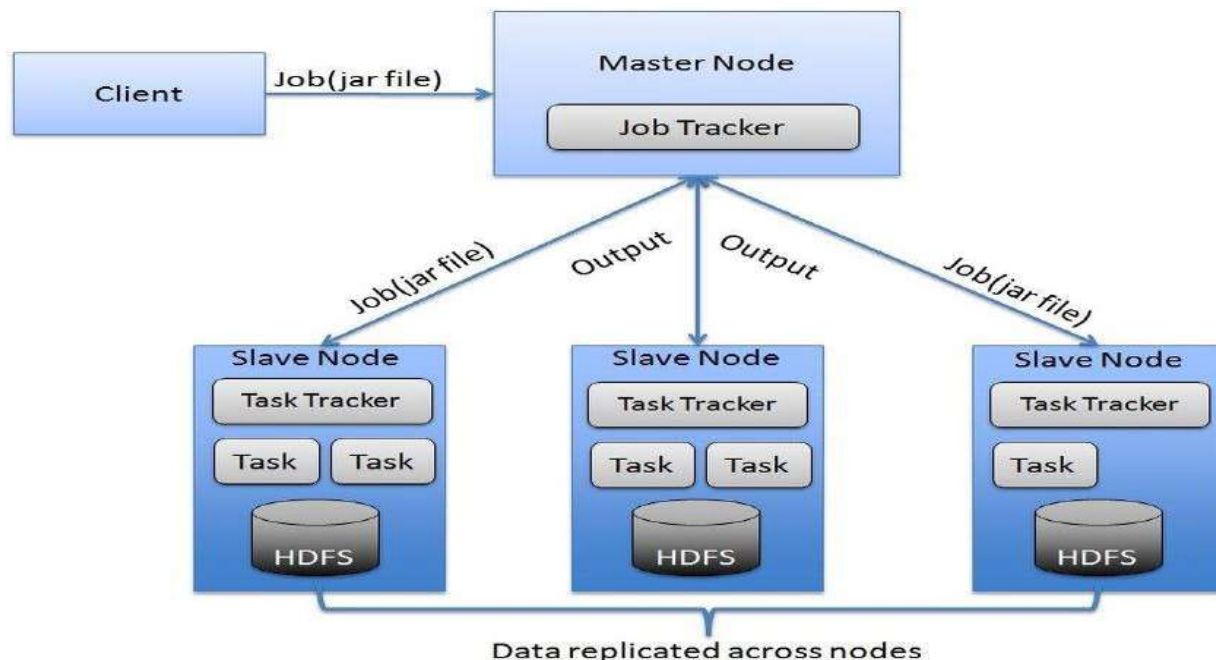 Client
Job(jar file)
Master Node
Job Tracker
Job(jar file)
Output
Output
Job(jar file)
Slave Node
Task Tracker
Task
Task
HDFS
Slave Node
Task Tracker
Task
Task
HDFS
Slave Node
Task Tracker
Task
HDFS
Data replicated across nodes